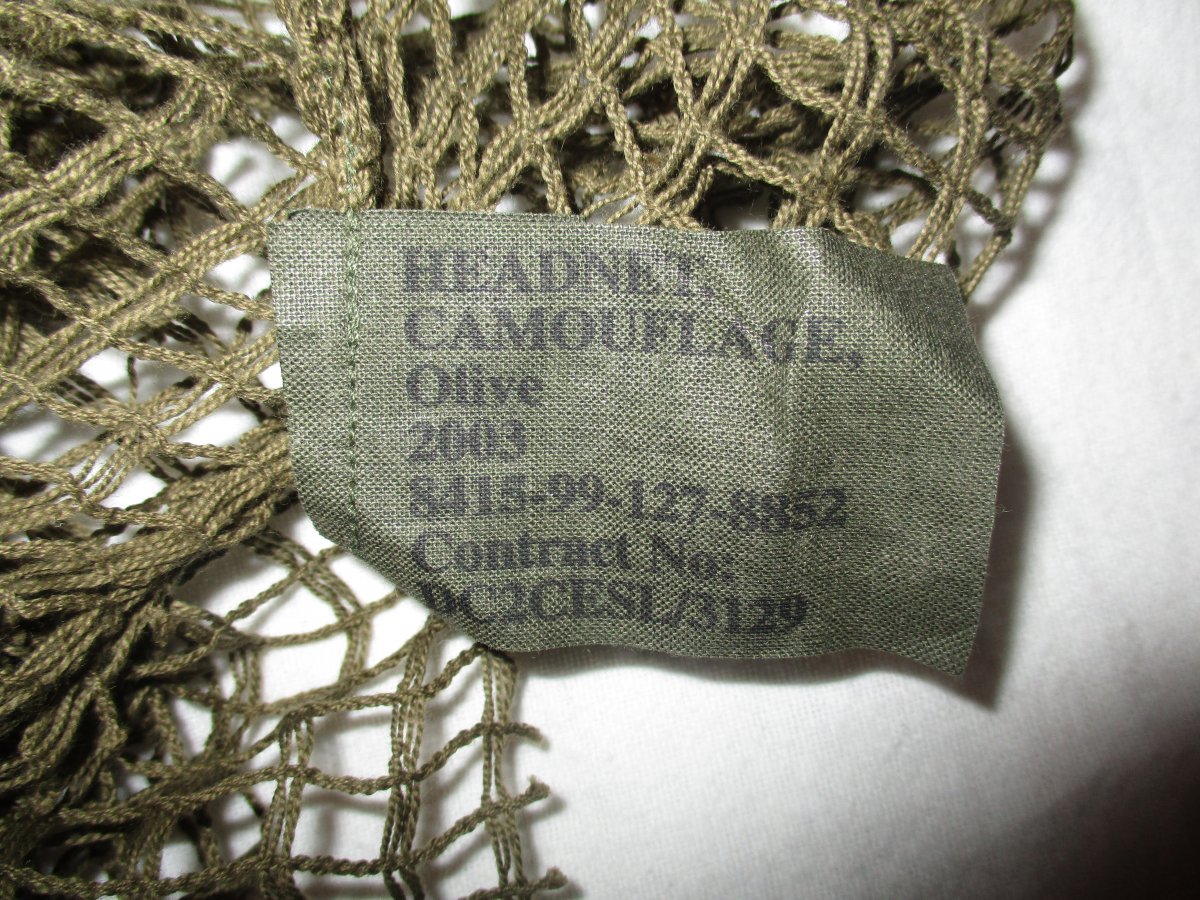 HEADNET,
CAMOUFLAGE,
Olive
2003
8415-99-127-8852
Contract No:
DC2CESL/3129